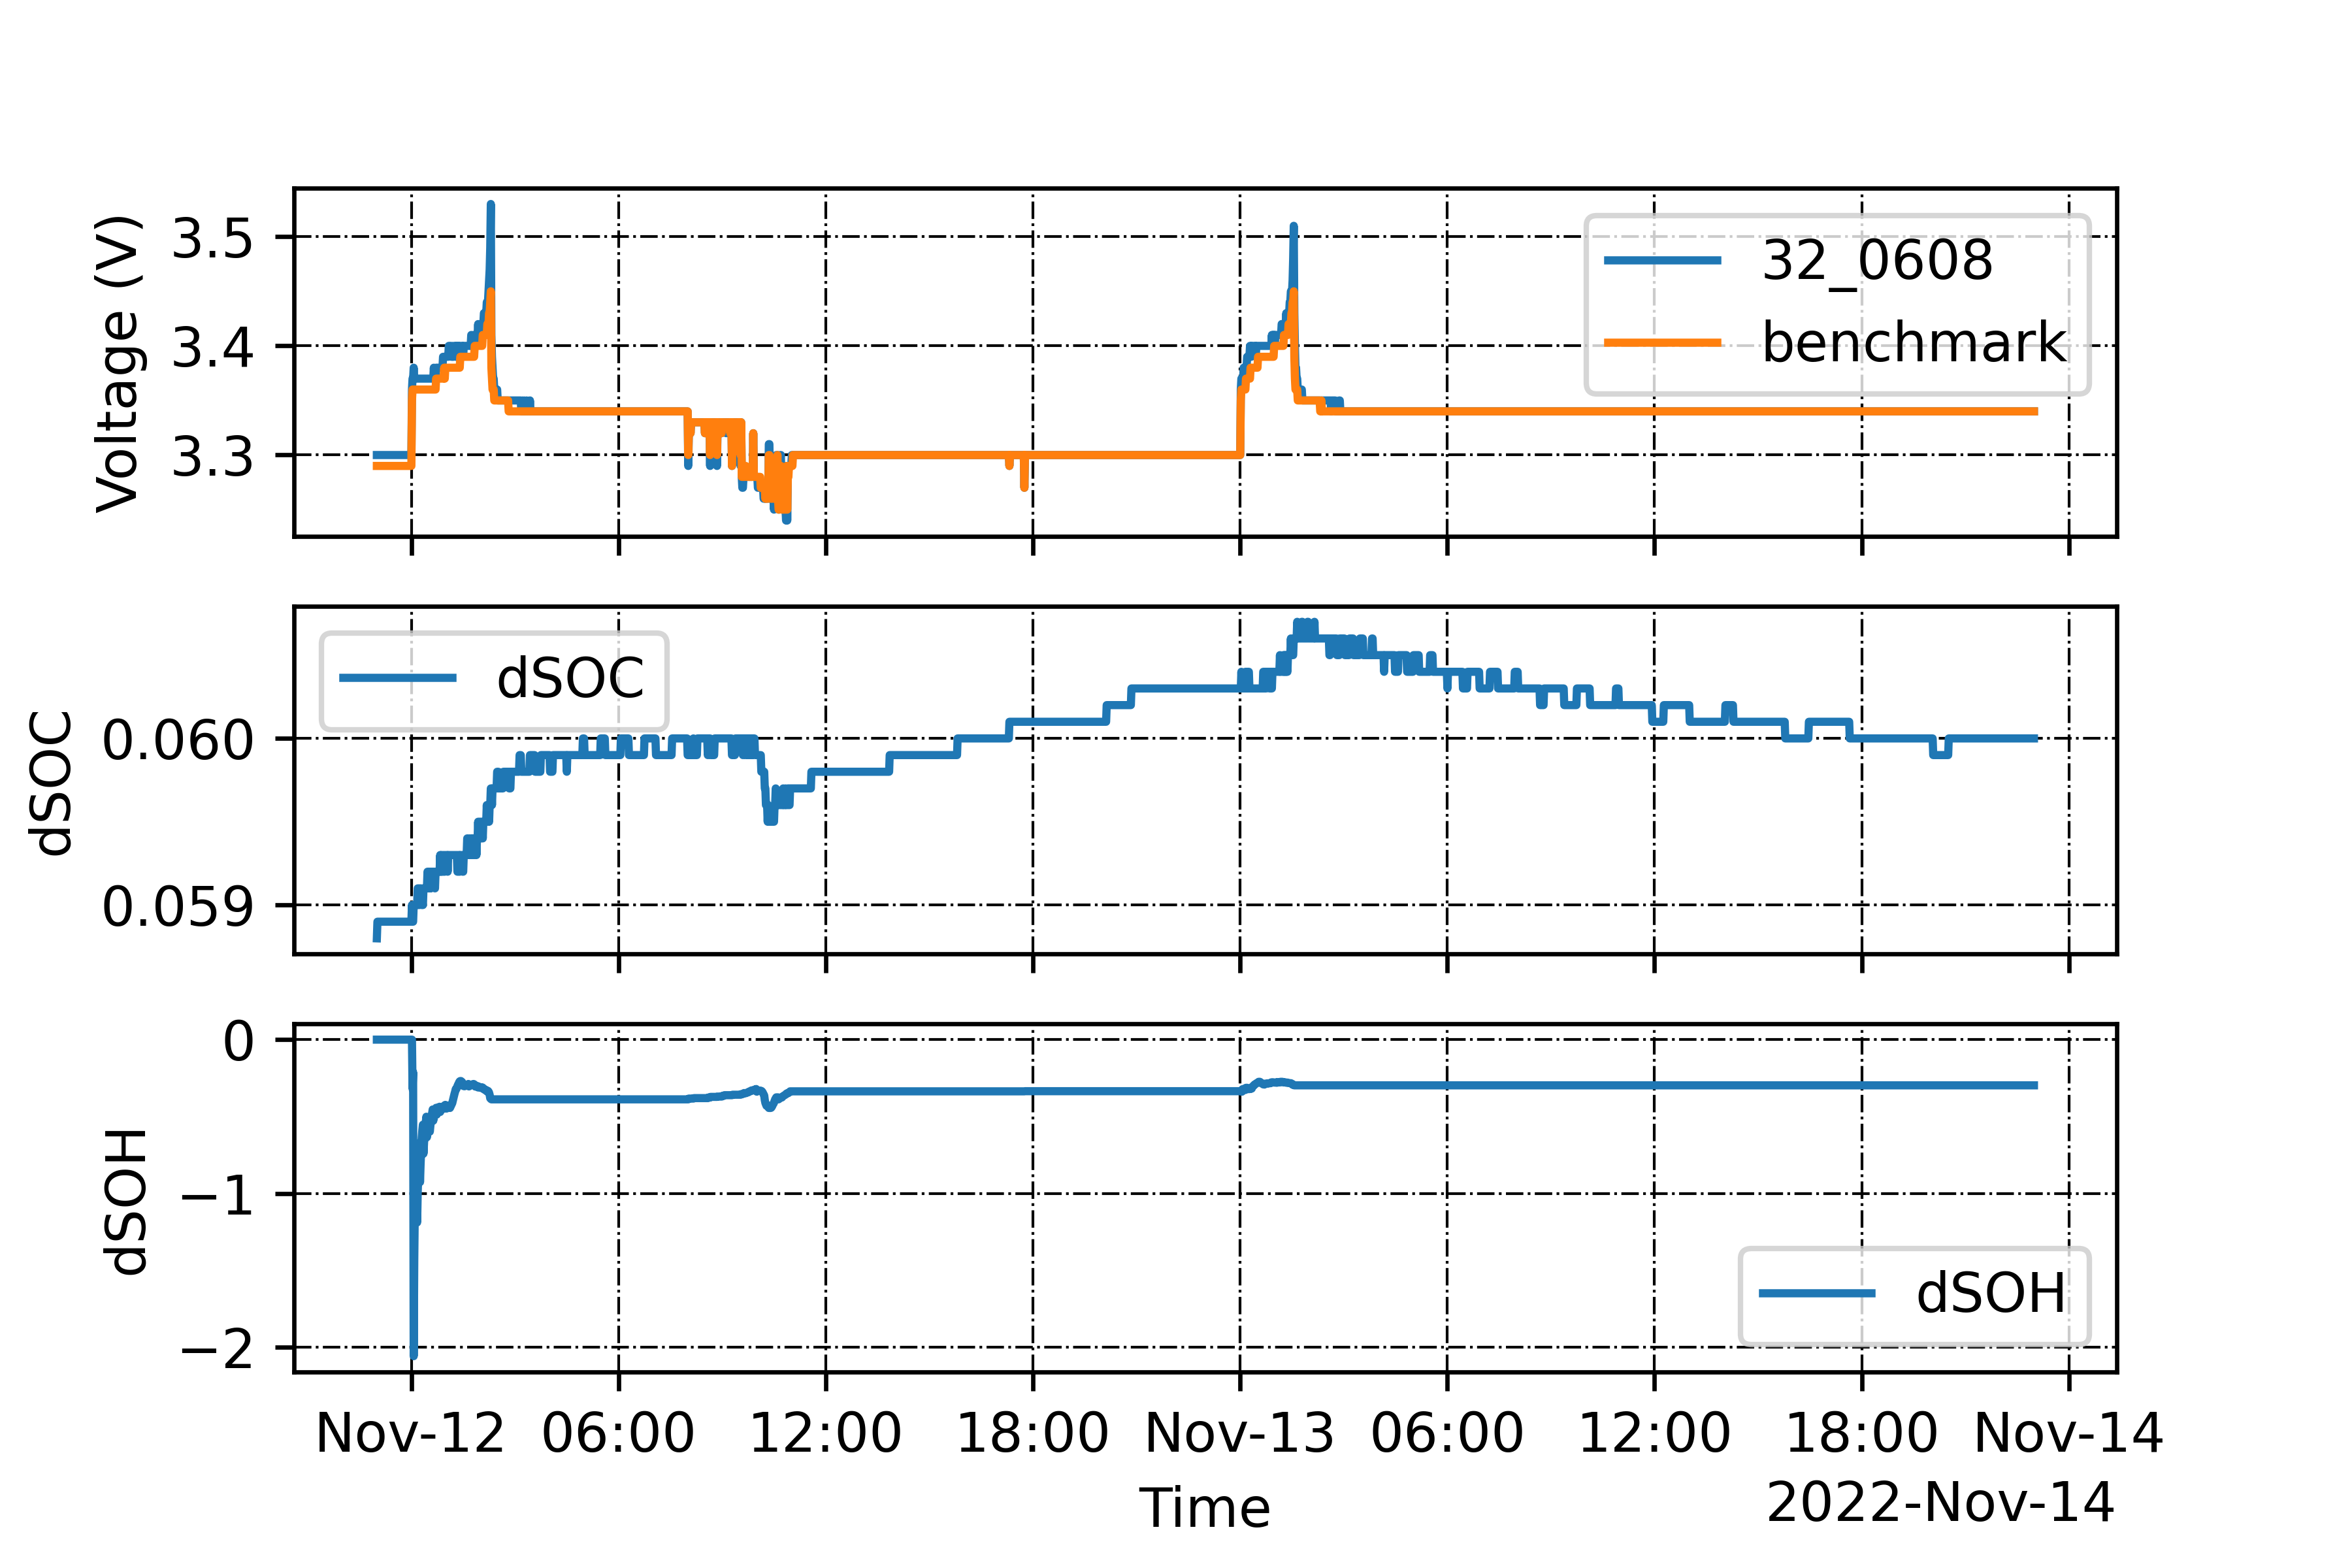 3.5
3.4
3.3
Voltage (V)
32_0608
benchmark
0.060
0.059
dSOC
dSOC
0
−1
−2
dSOH
dSOH
Nov-12 06:00 12:00 18:00 Nov-13 06:00 12:00 18:00 Nov-14
Time
2022-Nov-14